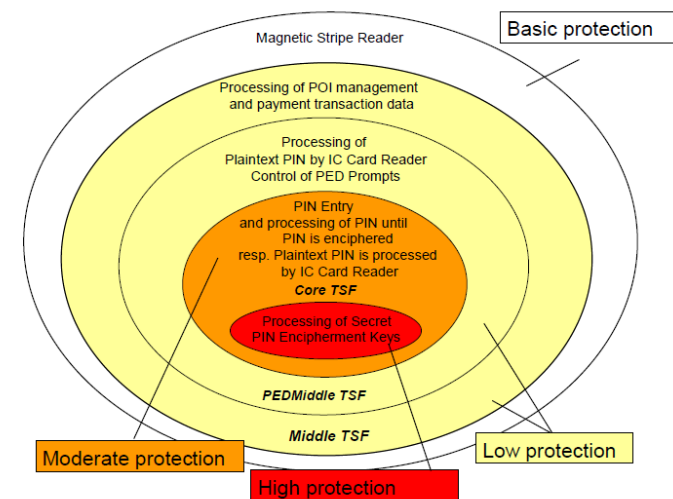 Magnetic Stripe Reader
Basic protection
Processing of POI management
and payment transaction data
Processing of
Plaintext PIN by IC Card Reader
Control of PED Prompts
PIN Entry
and processing of PIN until
PIN is enciphered
resp. Plaintext PIN is processed
by IC Card Reader
Core TSF
Processing of Secret
PIN Encipherment Keys
PEDMiddle TSF
Middle TSF
Moderate protection
Low protection
High protection